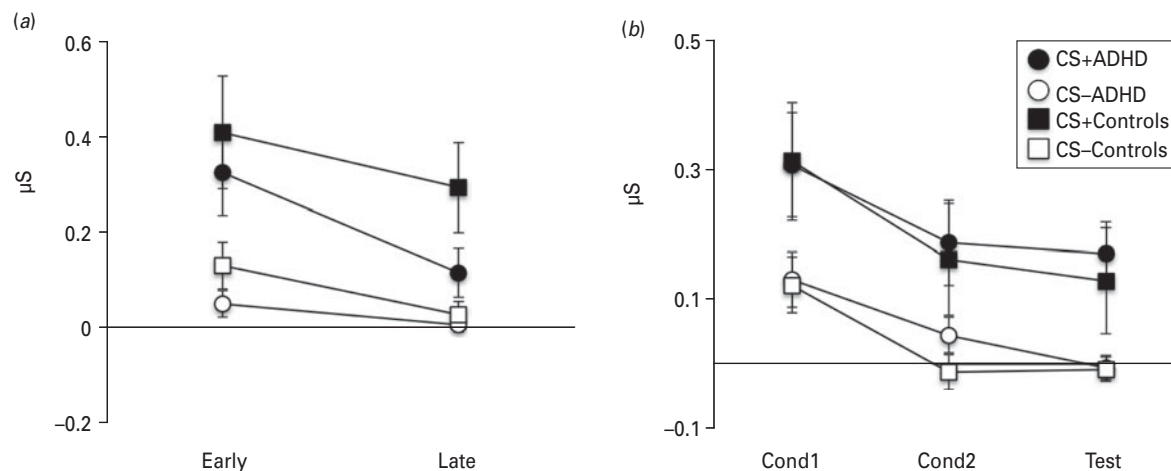 (a)
0.6
0.4
0.2
0
−0.2
µS
Early
Late
(b)
0.5
0.3
0.1
−0.1
µS
CS+ADHD
CS−ADHD
CS+Controls
CS−Controls
Cond1
Cond2
Test